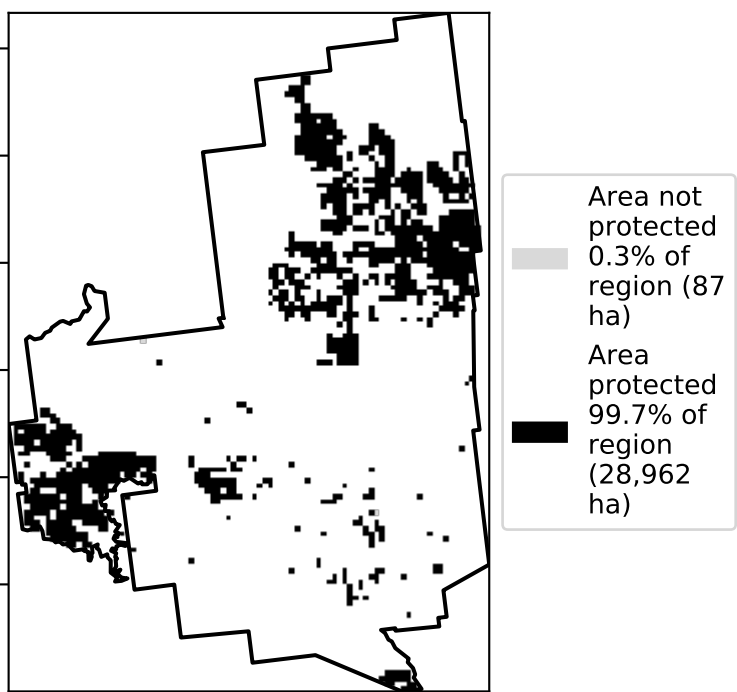 Area not
protected
0.3% of
region (87
ha)
Area
protected
99.7% of
region
(28,962
ha)